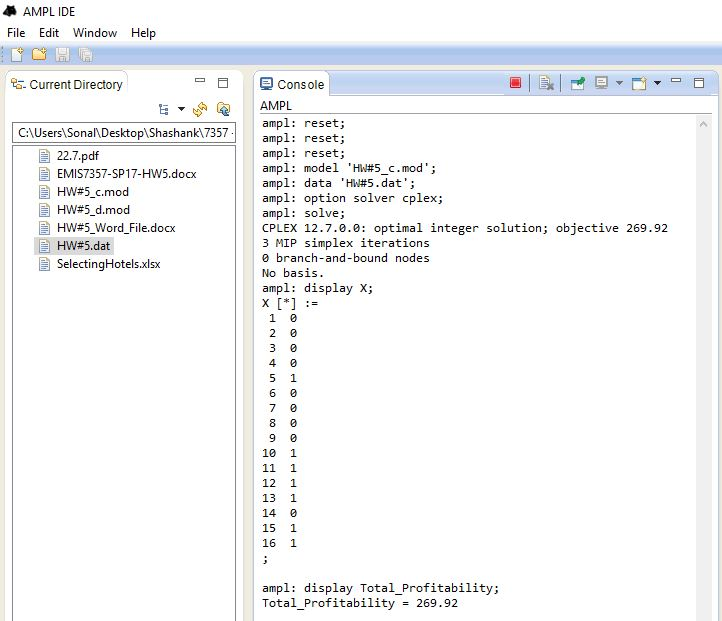 AMPL IDE
File Edit Window Help
Current Directory
C:\Users\Sonal\Desktop\Shashank\7357
22.7.pdf
EMIS7357-SP17-HW5.docx
HW#5_c.mod
HW#5_d.mod
HW#5_Word_File.docx
HW#5.dat
SelectingHotels.xlsx
Console
AMPL
ampl: reset;
ampl: reset;
ampl: reset;
ampl: model 'HW#5_c.mod';
ampl: data 'HW#5.dat';
ampl: option solver cplex;
ampl: solve;
CPLEX 12.7.0.0: optimal integer solution; objective 269.92
3 MIP simplex iterations
0 branch-and-bound nodes
No basis.
ampl: display X;
X [*] :=
1 0
2 0
3 0
4 0
5 1
6 0
7 0
8 0
9 0
10 1
11 1
12 1
13 1
14 0
15 1
16 1
;
ampl: display Total_Profitability;
Total_Profitability = 269.92